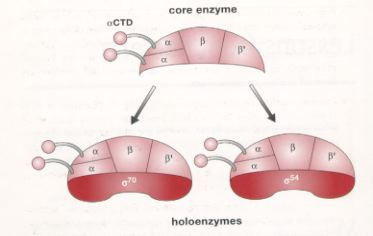 core enzyme
αCTD
α β β'
α
α β β'
α
σ70
α β β'
α
σ54
holoenzymes